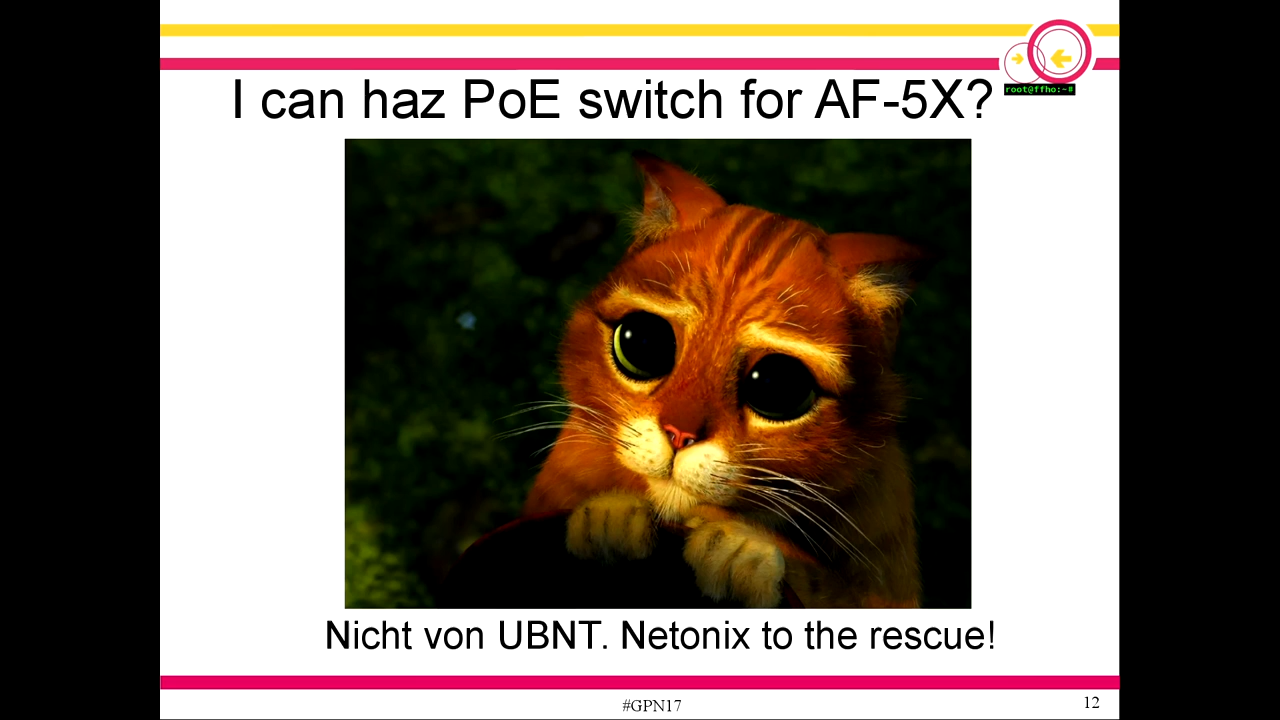 root@ffho:~#
I can haz PoE switch for AF-5X?
Nicht von UBNT. Netonix to the rescue!
#GPN17
12